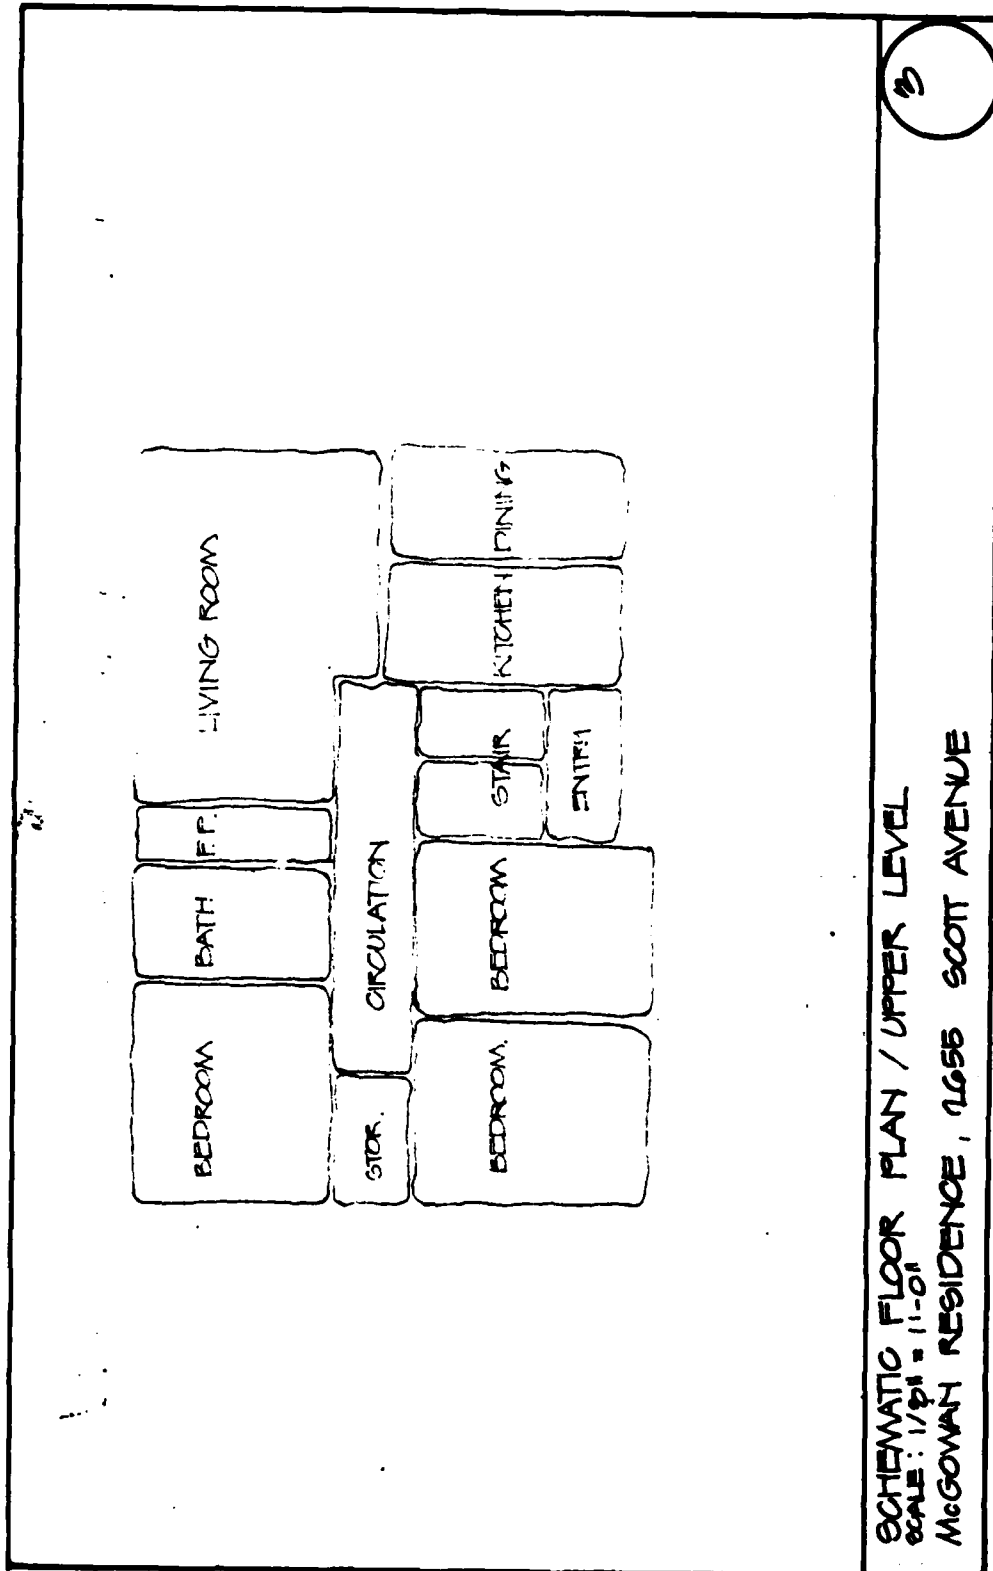 BEDROOM
BATH
F.P.
LIVING ROOM
STOR.
CIRCULATION
BEDROOM
BEDROOM
STAIR
ENTRY
KITCHEN
DINING
SCHEMATIC FLOOR PLAN / UPPER LEVEL
SCALE: 1/8" = 1'-0"
McGOWAN RESIDENCE, 2655 SCOTT AVENUE
3